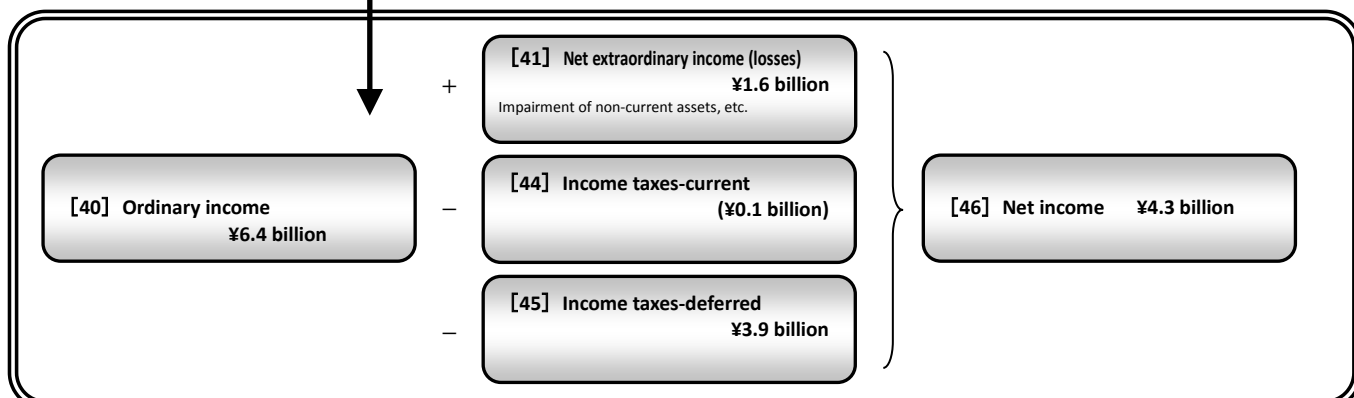 [40] Ordinary income
¥6.4 billion
+
[41] Net extraordinary income (losses)
¥1.6 billion
Impairment of non-current assets, etc.
−
[44] Income taxes-current
(¥0.1 billion)
−
[45] Income taxes-deferred
¥3.9 billion
[46] Net income ¥4.3 billion